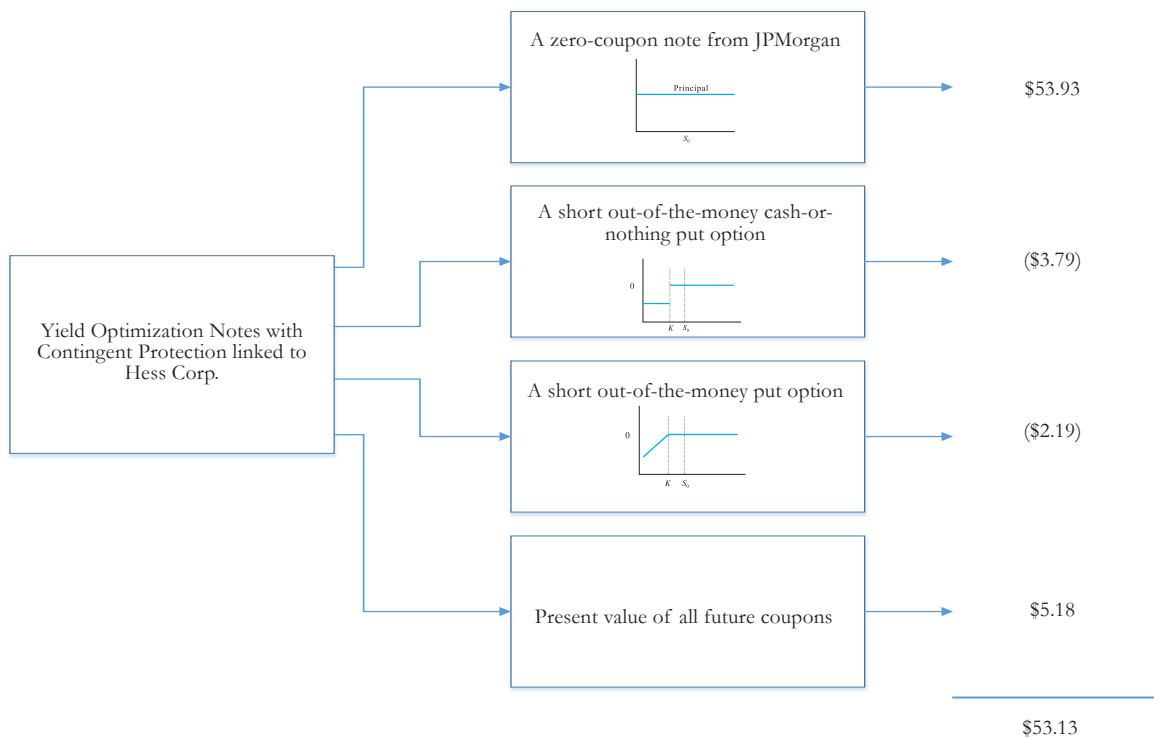 A zero-coupon note from JPMorgan
Principal
S0
$53.93
A short out-of-the-money cash-or-
nothing put option
0
K S0
($3.79)
Yield Optimization Notes with
Contingent Protection linked to
Hess Corp.
A short out-of-the-money put option
0
K S0
($2.19)
Present value of all future coupons
$5.18
$53.13